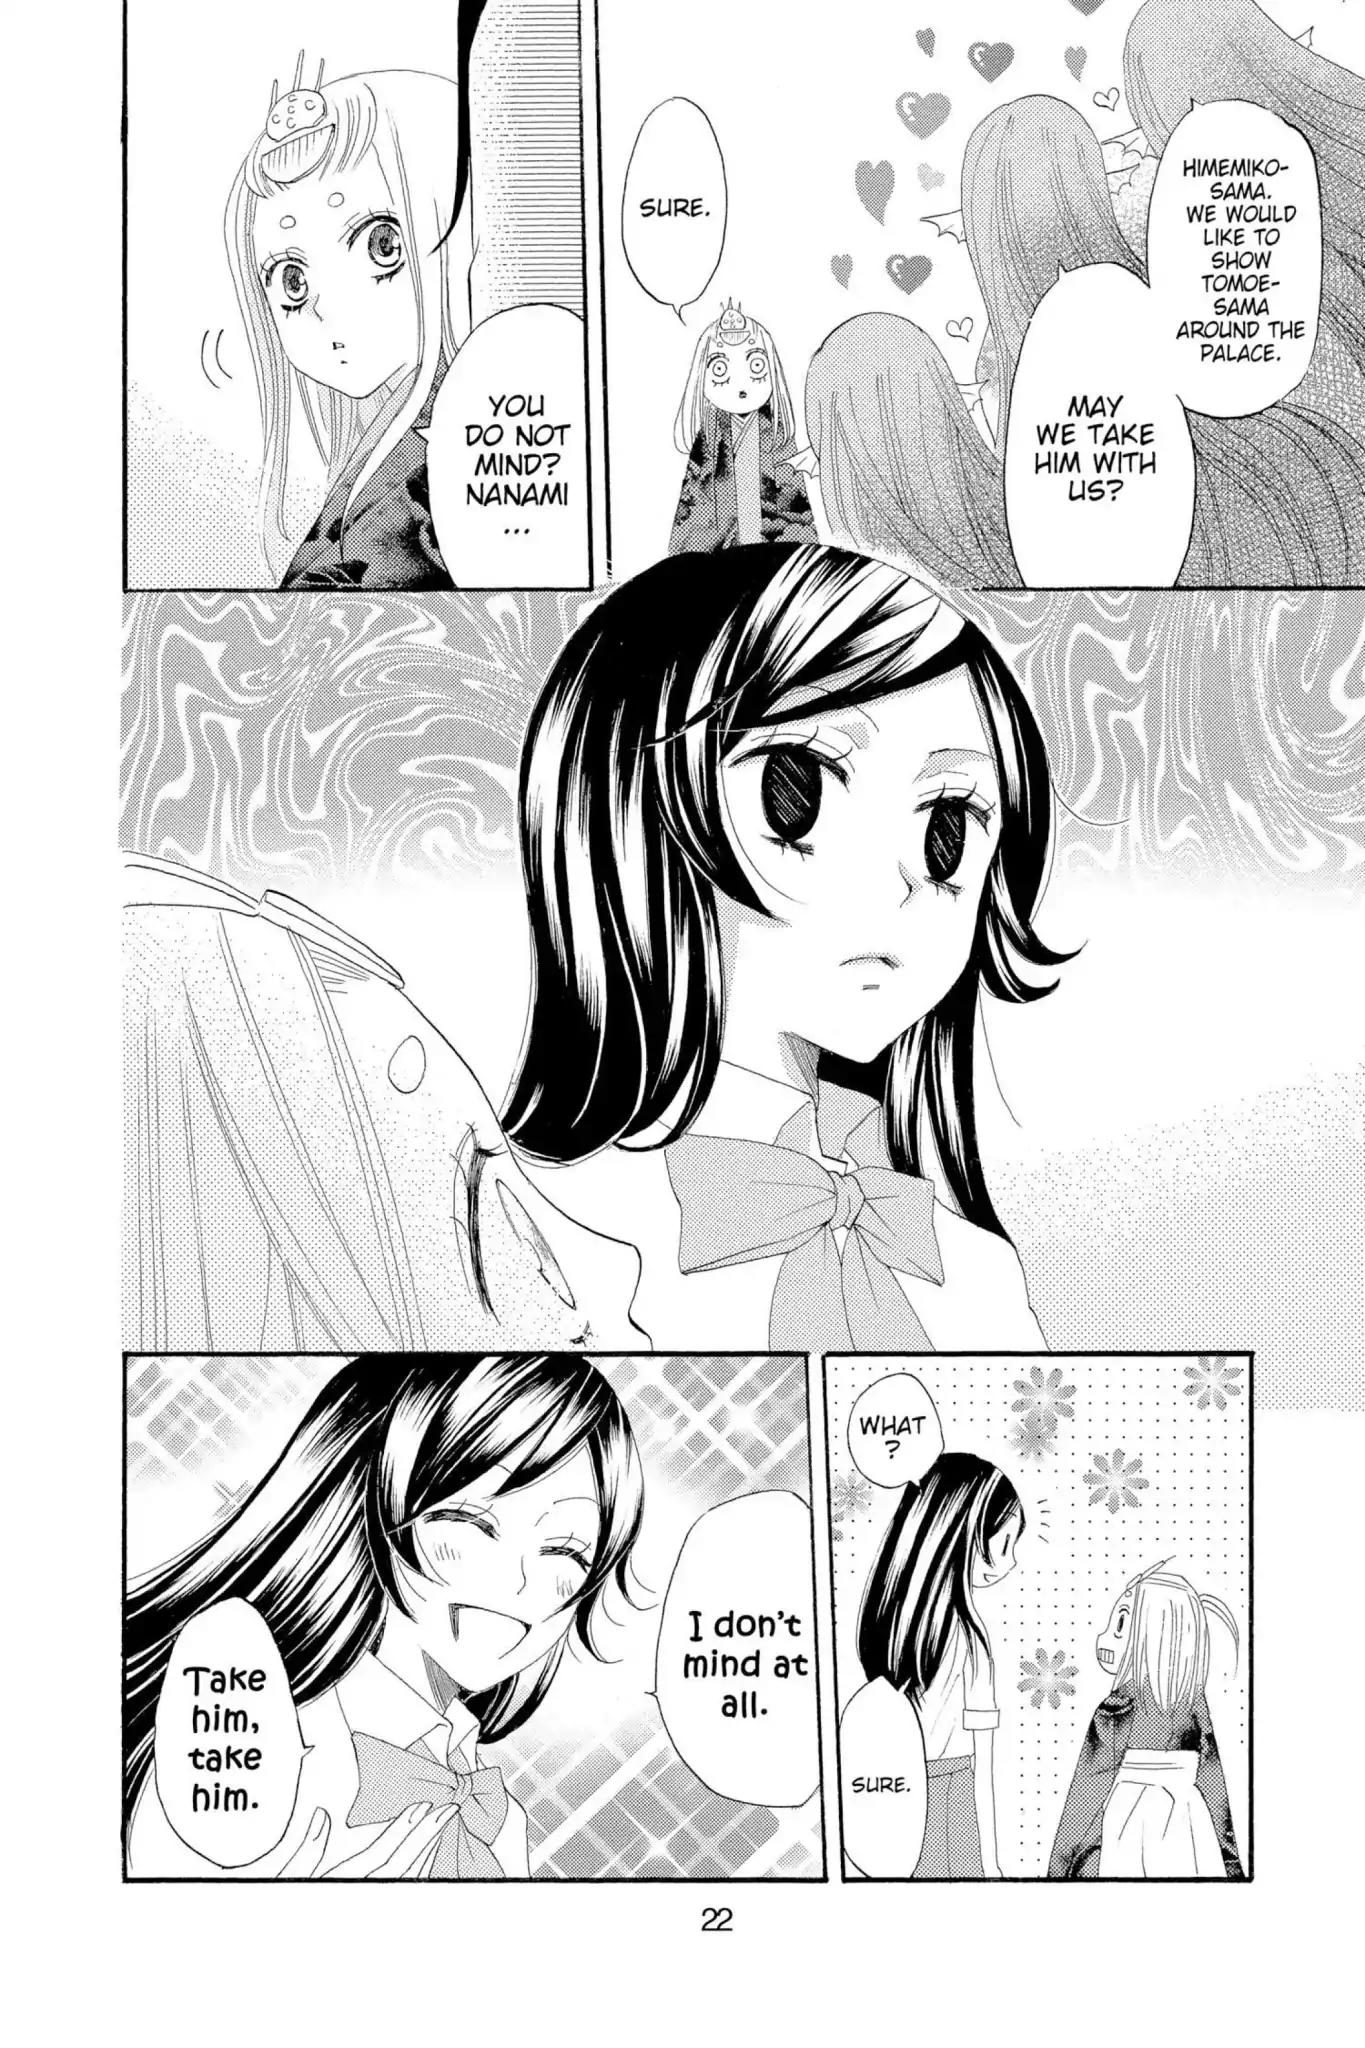 HIMEMIKO-
SAMA.
WE WOULD
LIKE TO
SHOW
TOMOE-
SAMA
AROUND THE
PALACE.
MAY
WE TAKE
HIM WITH
US?
SURE.
YOU
DO NOT
MIND?
NANAMI
...
WHAT
?
SURE.
I don't
mind at
all.
Take
him,
take
him.
22